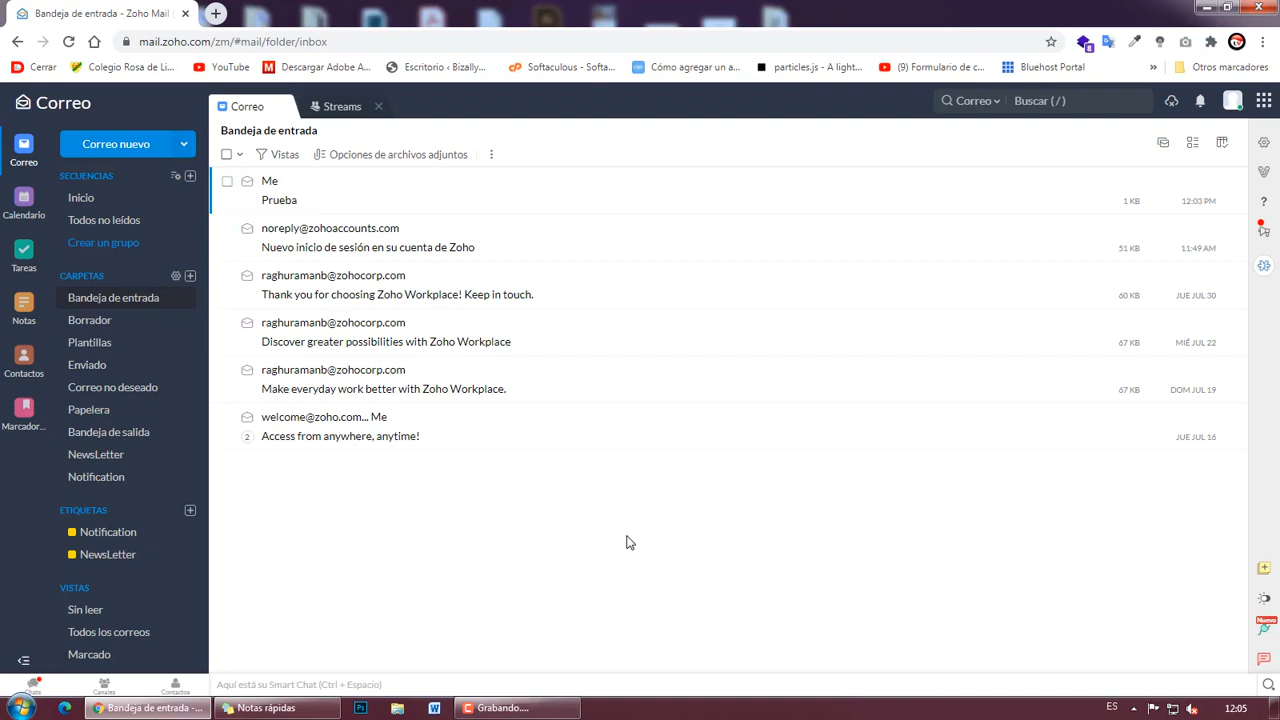 Bandeja de entrada - Zoho Mail
mail.zoho.com/zm/#mail/folder/inbox
Cerrar
Colegio Rosa de Li...
YouTube
Descargar Adobe A...
Escritorio ‹ Bizally...
Softaculous - Softa...
Cómo agregar un a...
particles.js - A light...
(9) Formulario de c...
Bluehost Portal
»
Otros marcadores
Correo
Correo
Streams
Correo
Buscar ( / )
Correo
Calendario
Tareas
Notas
Contactos
Marcador...
Correo nuevo
SECUENCIAS
Inicio
Todos no leídos
Crear un grupo
CARPETAS
Bandeja de entrada
Borrador
Plantillas
Enviado
Correo no deseado
Papelera
Bandeja de salida
NewsLetter
Notification
ETIQUETAS
Notification
NewsLetter
VISTAS
Sin leer
Todos los correos
Marcado
Bandeja de entrada
Vistas
Opciones de archivos adjuntos
Me
Prueba
1 KB
12:03 PM
noreply@zohoaccounts.com
Nuevo inicio de sesión en su cuenta de Zoho
51 KB
11:49 AM
raghuramanb@zohocorp.com
Thank you for choosing Zoho Workplace! Keep in touch.
60 KB
JUE JUL 30
raghuramanb@zohocorp.com
Discover greater possibilities with Zoho Workplace
67 KB
MIÉ JUL 22
raghuramanb@zohocorp.com
Make everyday work better with Zoho Workplace.
67 KB
DOM JUL 19
welcome@zoho.com... Me
2
Access from anywhere, anytime!
JUE JUL 16
Nuevo
Chats
Canales
Contactos
Aquí está su Smart Chat (Ctrl + Espacio)
Bandeja de entrada -...
Notas rápidas
Grabando....
ES
12:05